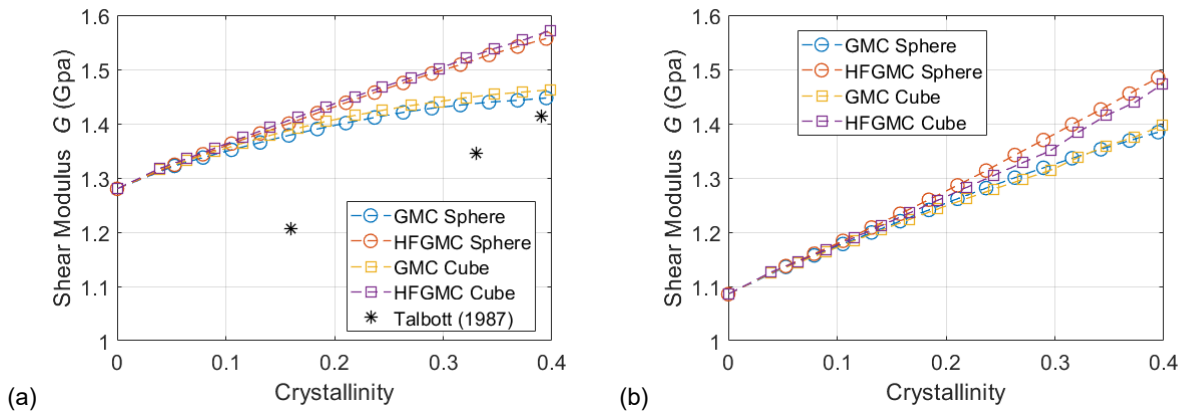 1.6
1.5
1.4
1.3
1.2
1.1
1
Shear Modulus G (Gpa)
GMC Sphere
HFGMC Sphere
GMC Cube
HFGMC Cube
Talbott (1987)
0 0.1 0.2 0.3 0.4
Crystallinity
(a)
1.6
1.5
1.4
1.3
1.2
1.1
1
Shear Modulus G (Gpa)
GMC Sphere
HFGMC Sphere
GMC Cube
HFGMC Cube
0 0.1 0.2 0.3 0.4
Crystallinity
(b)